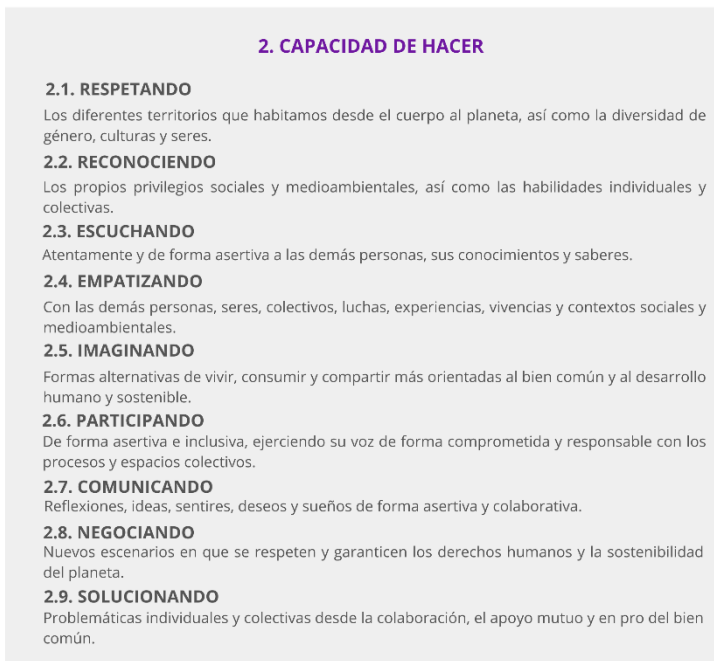 2. CAPACIDAD DE HACER
2.1. RESPETANDO
Los diferentes territorios que habitamos desde el cuerpo al planeta, así como la diversidad de
género, culturas y seres.
2.2. RECONOCIENDO
Los propios privilegios sociales y medioambientales, así como las habilidades individuales y
colectivas.
2.3. ESCUCHANDO
Atentamente y de forma asertiva a las demás personas, sus conocimientos y saberes.
2.4. EMPATIZANDO
Con las demás personas, seres, colectivos, luchas, experiencias, vivencias y contextos sociales y
medioambientales.
2.5. IMAGINANDO
Formas alternativas de vivir, consumir y compartir más orientadas al bien común y al desarrollo
humano y sostenible.
2.6. PARTICIPANDO
De forma asertiva e inclusiva, ejerciendo su voz de forma comprometida y responsable con los
procesos y espacios colectivos.
2.7. COMUNICANDO
Reflexiones, ideas, sentires, deseos y sueños de forma asertiva y colaborativa.
2.8. NEGOCIANDO
Nuevos escenarios en que se respeten y garanticen los derechos humanos y la sostenibilidad
del planeta.
2.9. SOLUCIONANDO
Problemáticas individuales y colectivas desde la colaboración, el apoyo mutuo y en pro del bien
común.